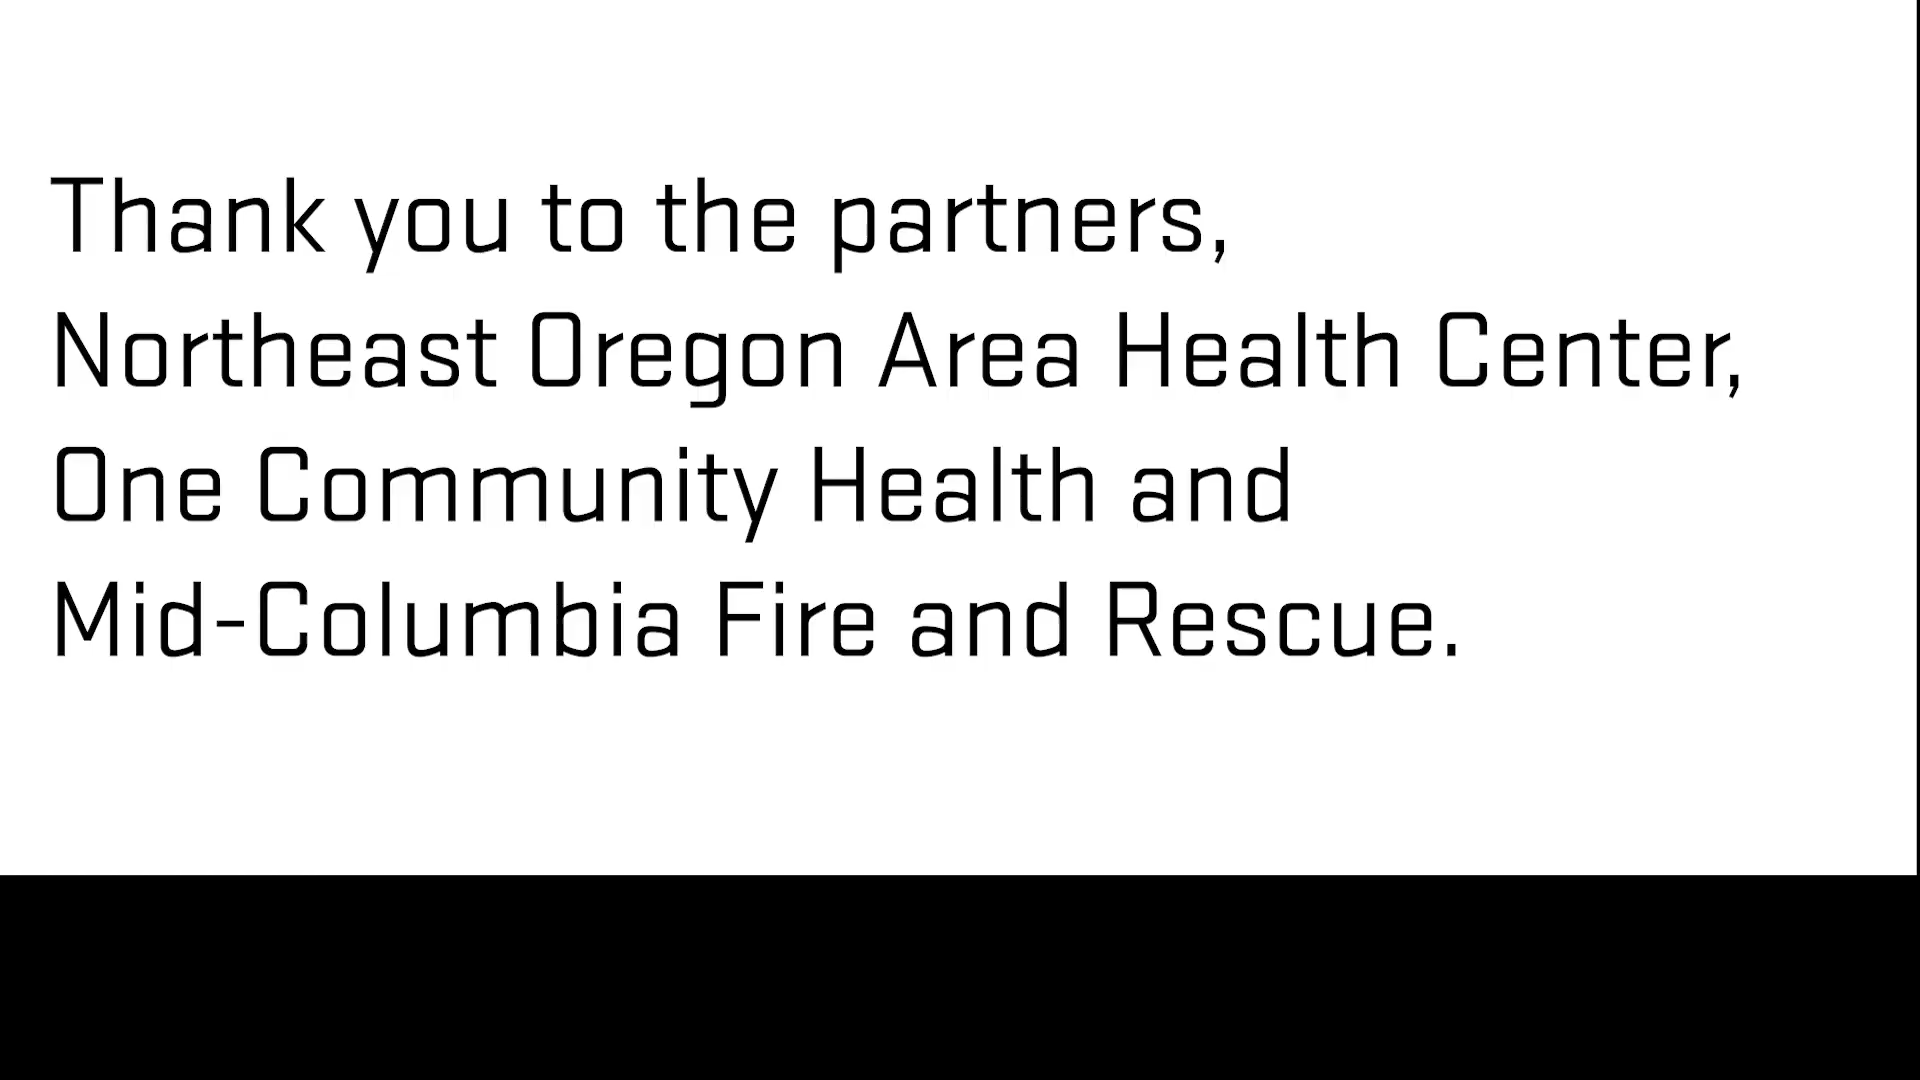 Thank you to the partners,
Northeast Oregon Area Health Center,
One Community Health and
Mid-Columbia Fire and Rescue.